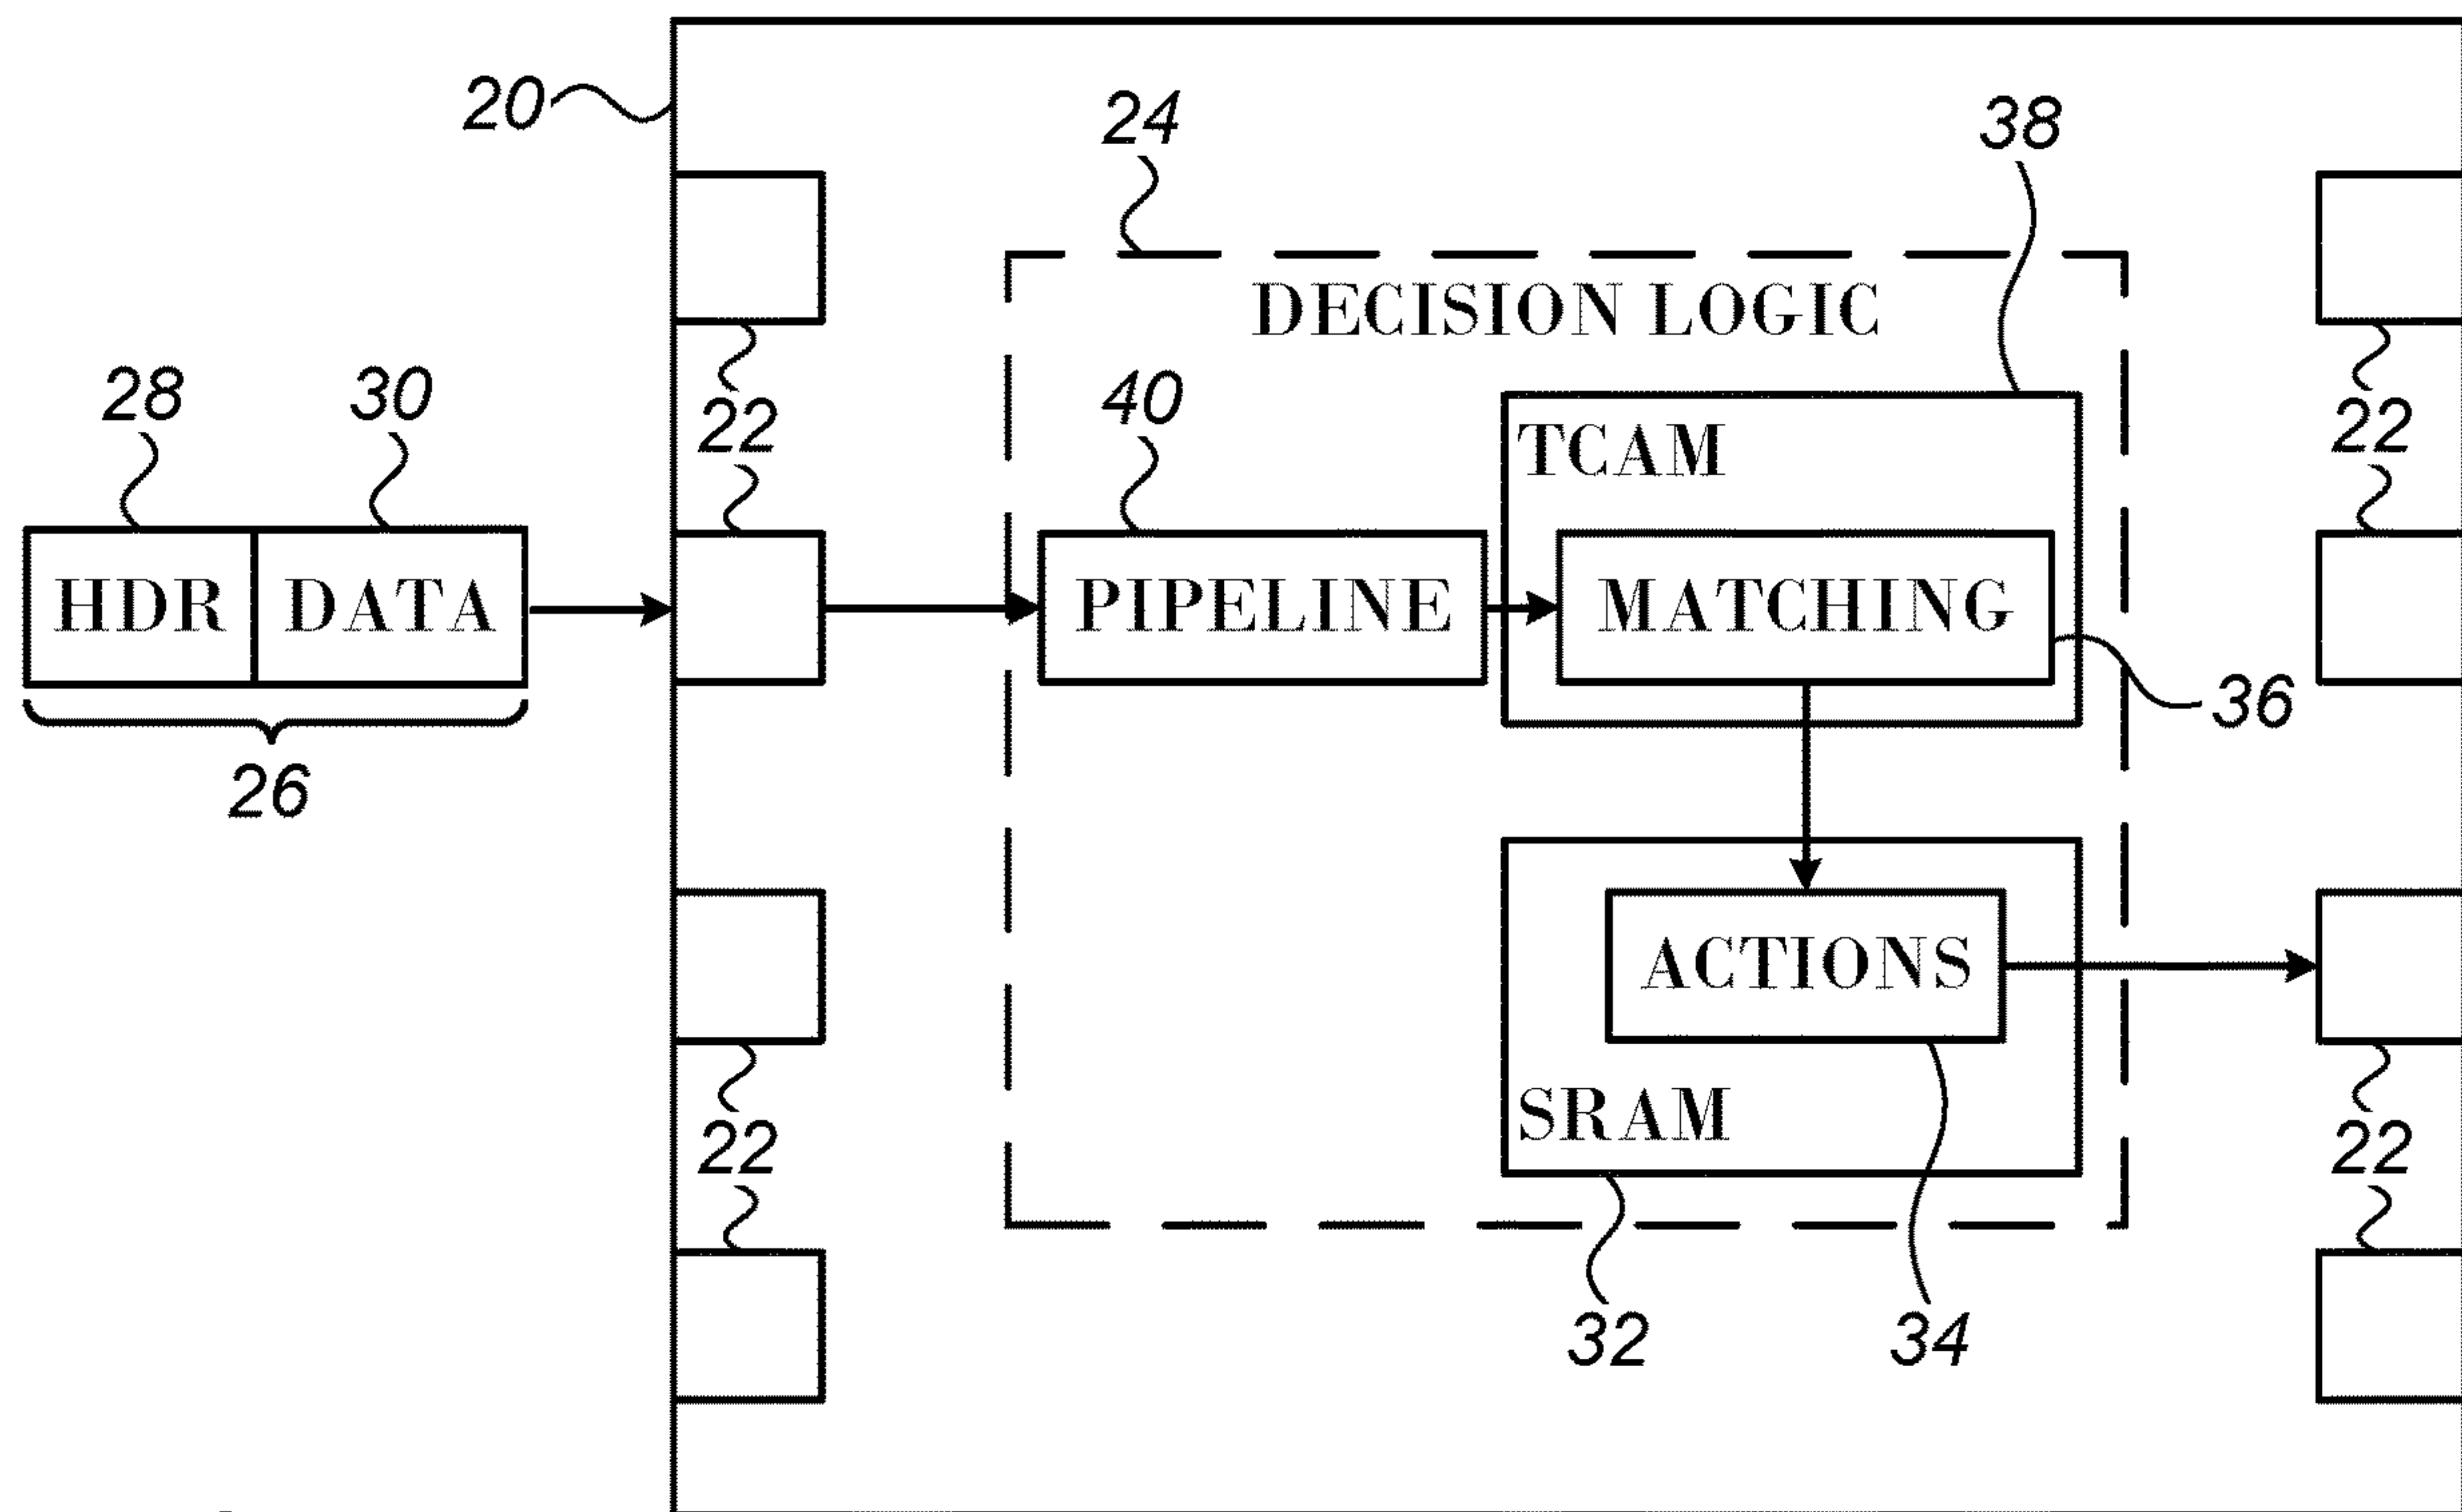 20
24
38
DECISION LOGIC
28
30
22
40
22
TCAM
HDR
DATA
PIPELINE
MATCHING
36
26
ACTIONS
22
SRAM
22
32
34